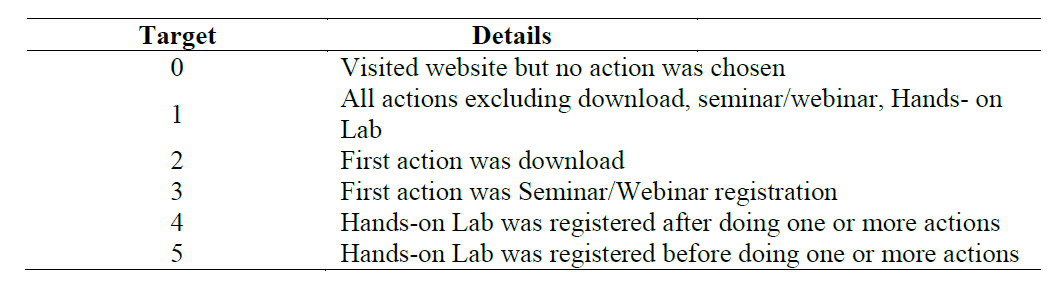 Target Details
0 Visited website but no action was chosen
1 All actions excluding download, seminar/webinar, Hands- on
Lab
2 First action was download
3 First action was Seminar/Webinar registration
4 Hands-on Lab was registered after doing one or more actions
5 Hands-on Lab was registered before doing one or more actions